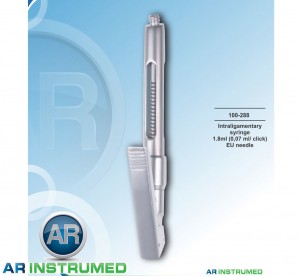 100-288
Intraligamentary
syringe
1.8ml (0.07 ml/ click)
EU needle
R
AR
AR INSTRUMED
AR INSTRUMED